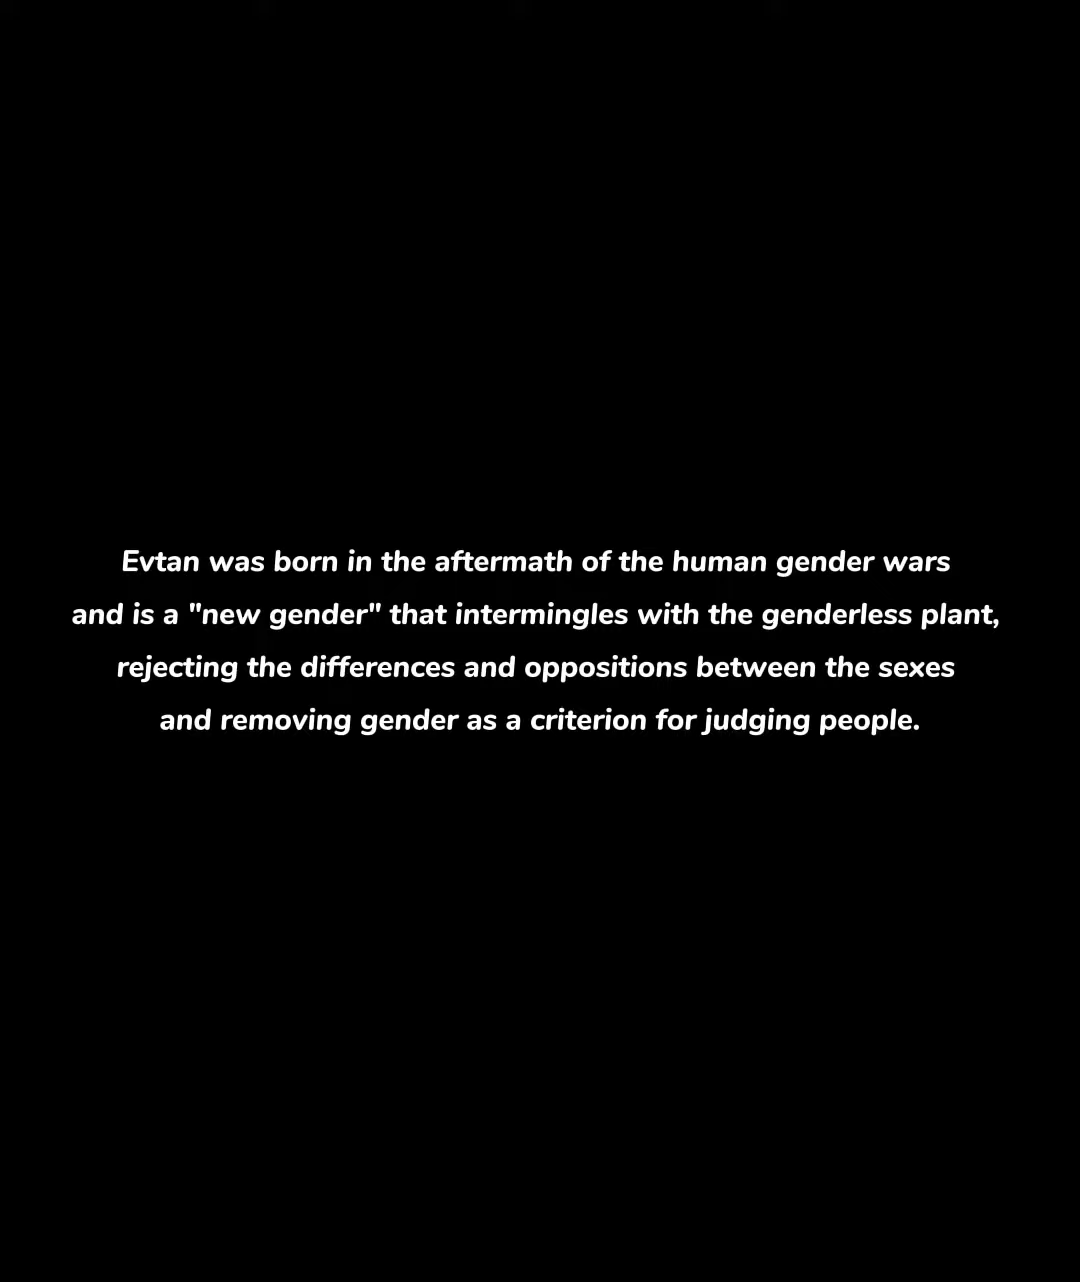 Evtan was born in the aftermath of the human gender wars
and is a "new gender" that intermingles with the genderless plant,
rejecting the differences and oppositions between the sexes
and removing gender as a criterion for judging people.